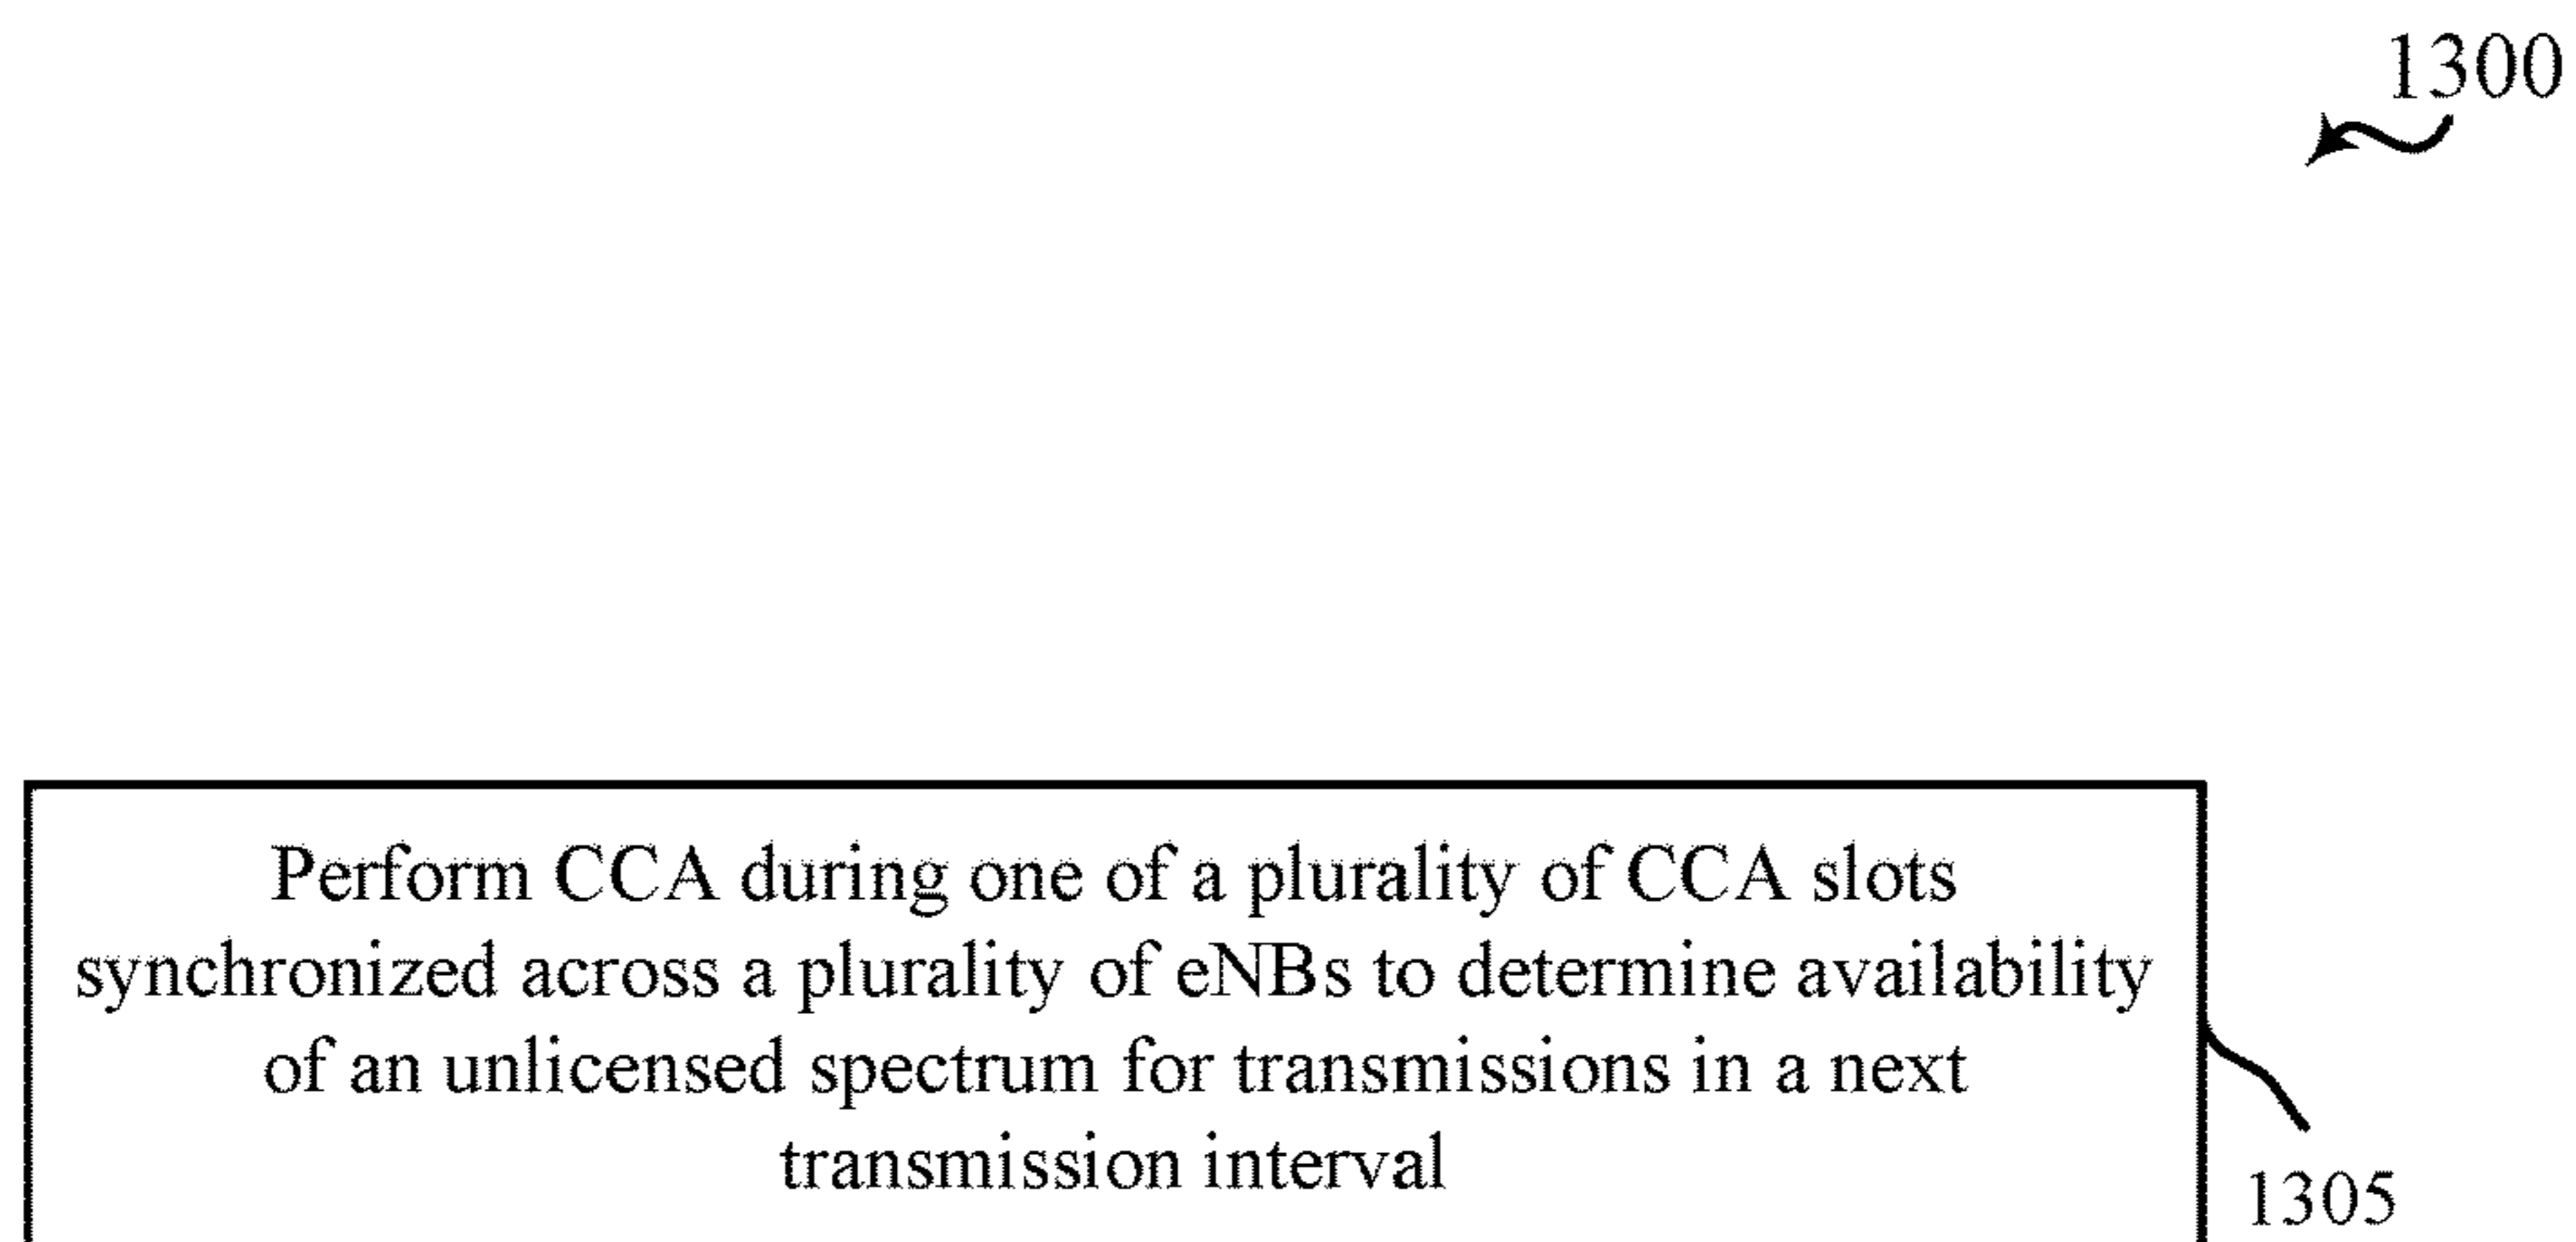 1300
Perform CCA during one of a plurality of CCA slots
synchronized across a plurality of eNBs to determine availability
of an unlicensed spectrum for transmissions in a next
transmission interval
1305